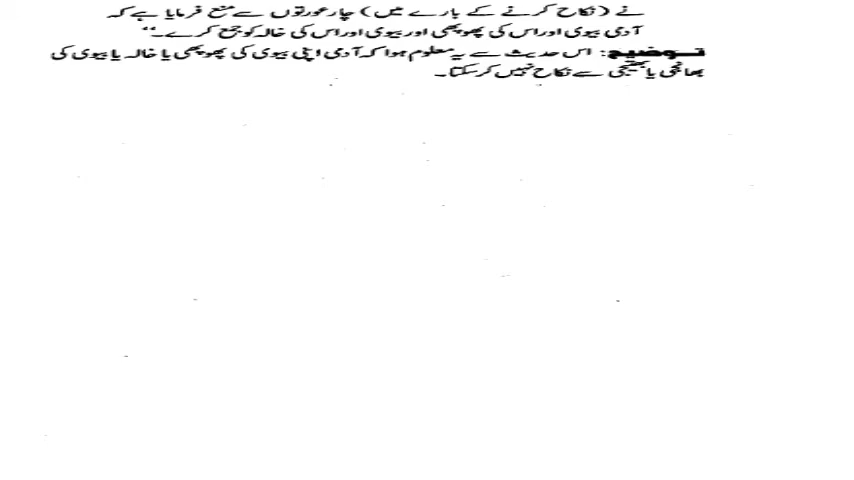 نے (نکاح کرنے کے بارے میں) چار عورتوں سے منع فرمایا ہے کہ
آدمی بیوی اور اس کی پھوپھی اور بیوی اور اس کی خالہ کو جمع کرے۔‘‘
توضیح: اس حدیث سے یہ معلوم ہوا کہ آدمی اپنی بیوی کی پھوپھی یا خالہ یا بیوی کی
بھانجی یا بھتیجی سے نکاح نہیں کر سکتا۔